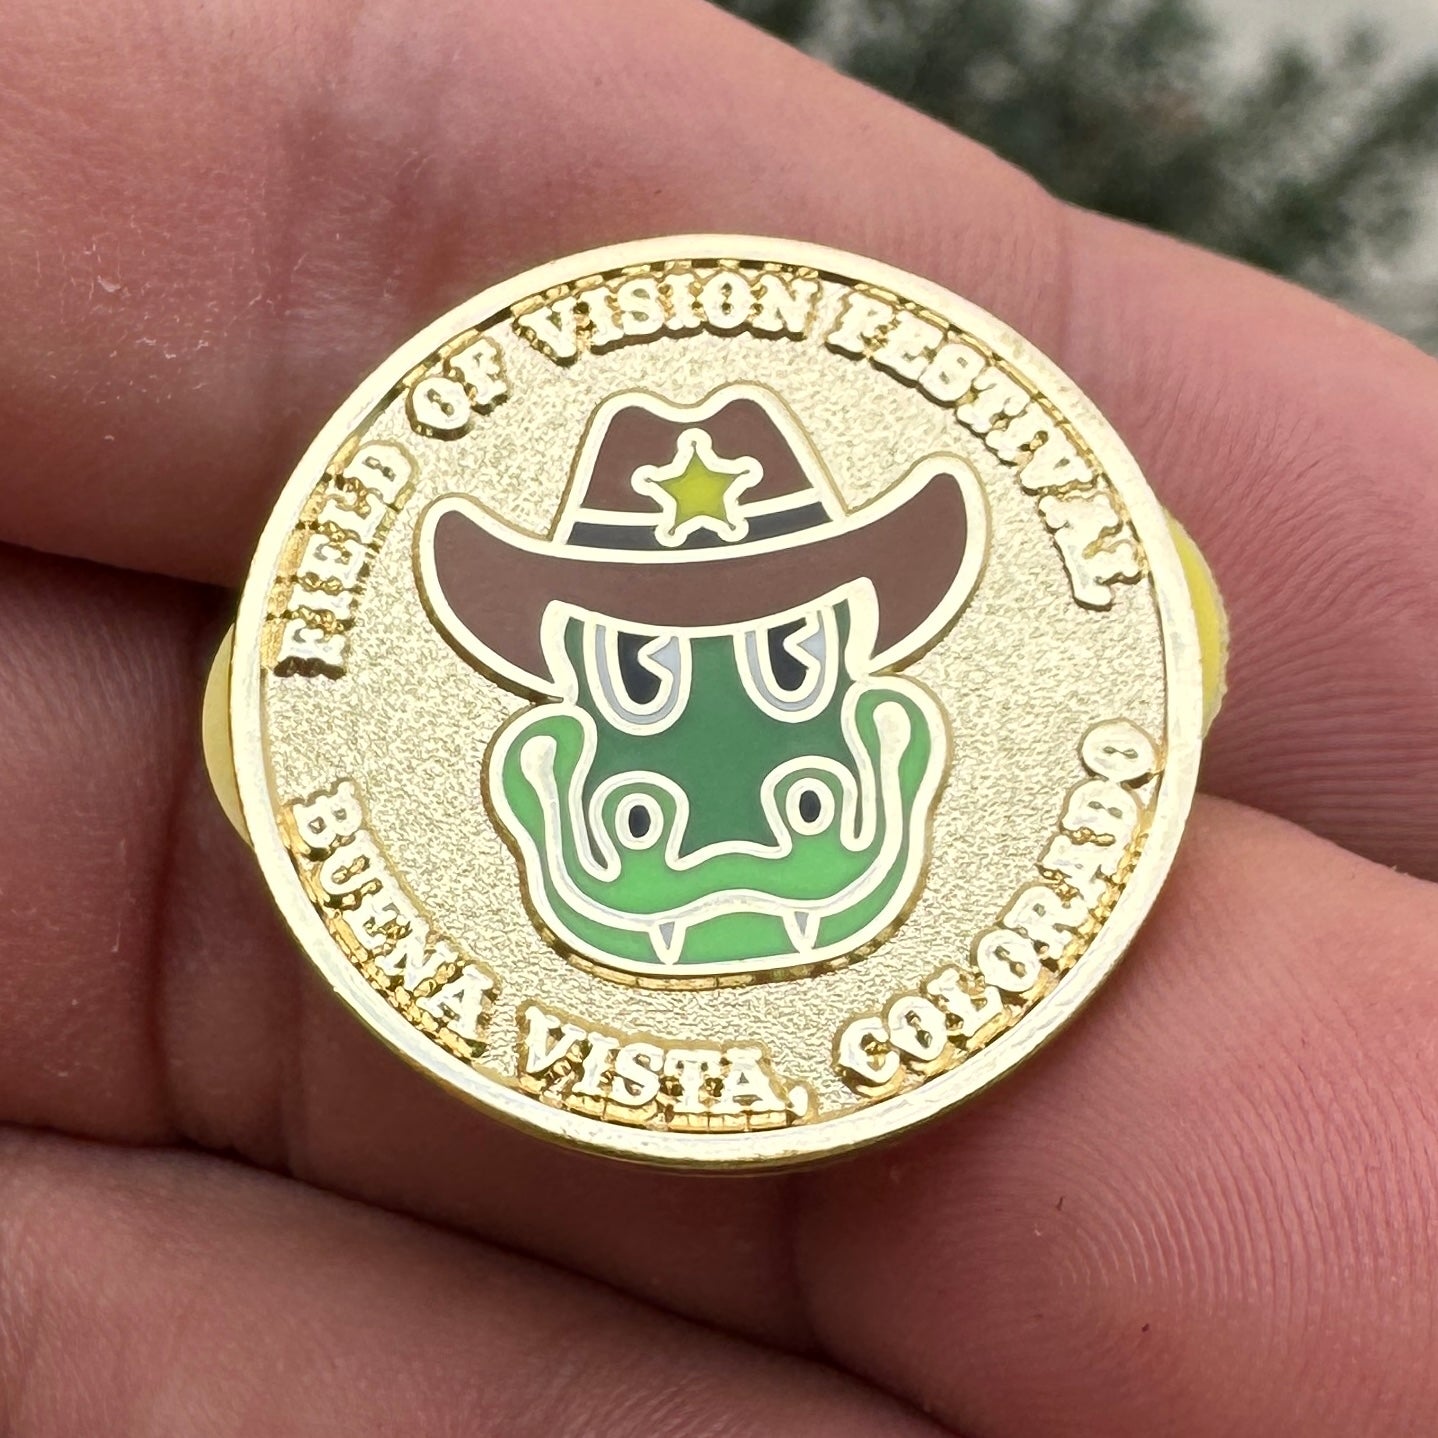 FIELD OF VISION FESTIVAL
BUENA VISTA, COLORADO